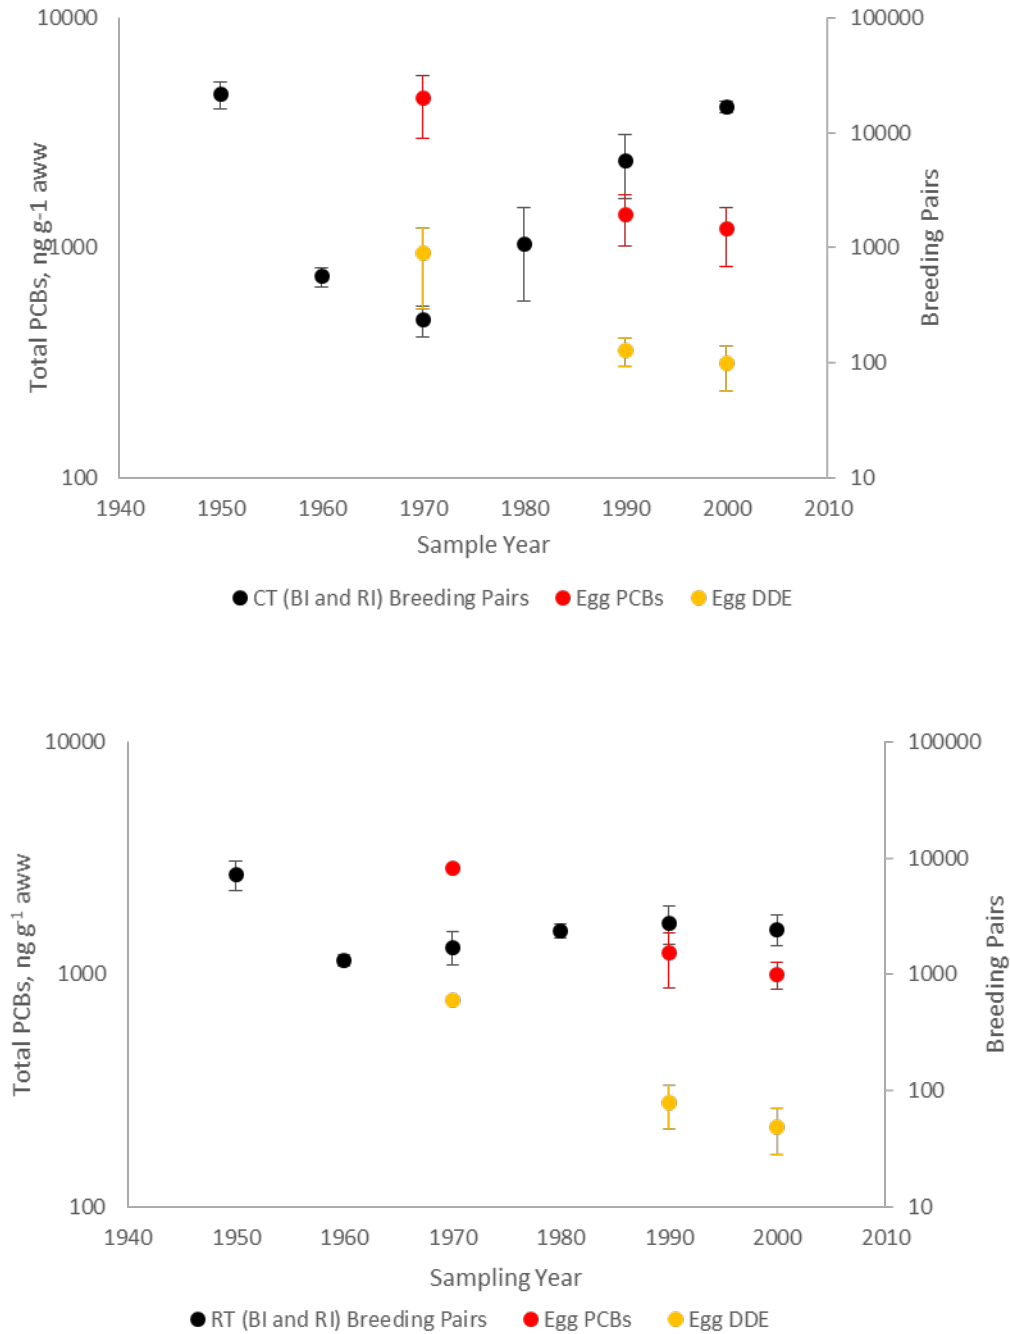 10000
100000
10000
1000
1000
100
100
10
1940 1950 1960 1970 1980 1990 2000 2010
Total PCBs, ng g-1 aww
Breeding Pairs
Sample Year
CT (BI and RI) Breeding Pairs Egg PCBs Egg DDE
10000
100000
10000
1000
1000
100
100
10
1940 1950 1960 1970 1980 1990 2000 2010
Total PCBs, ng g-1 aww
Breeding Pairs
Sampling Year
RT (BI and RI) Breeding Pairs Egg PCBs Egg DDE